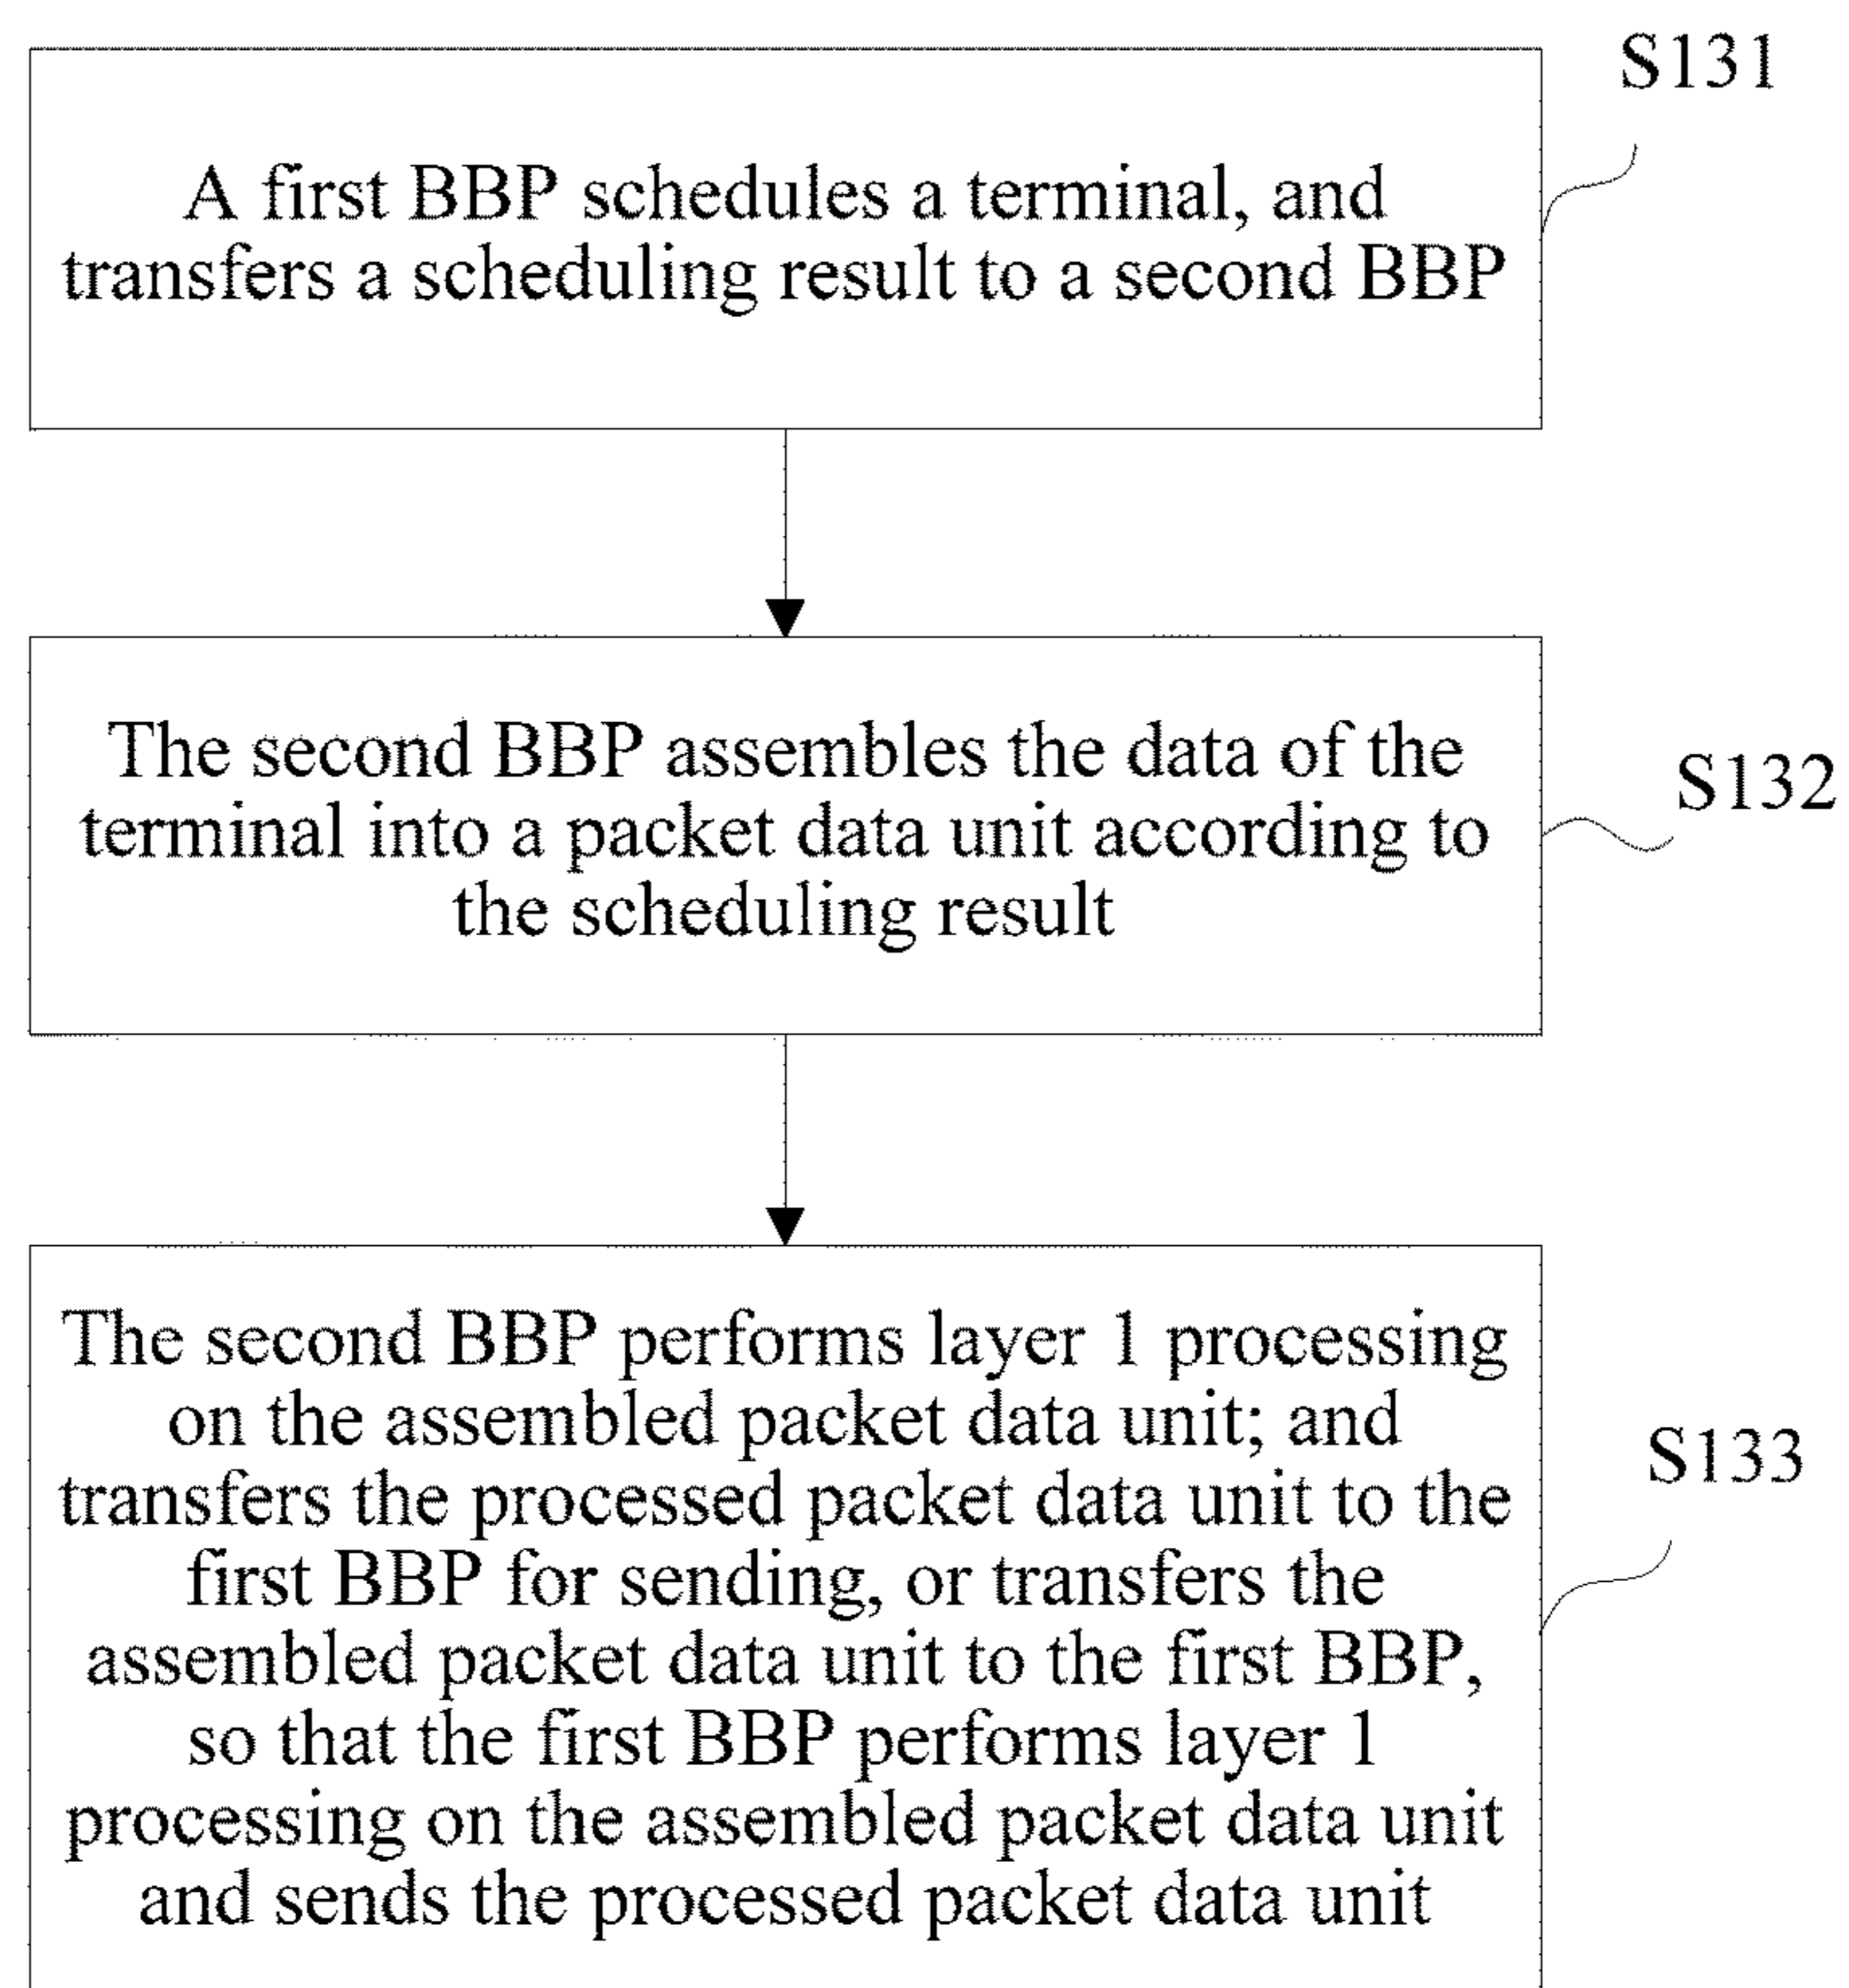 S131
A first BBP schedules a terminal, and
transfers a scheduling result to a second BBP
The second BBP assembles the data of the
terminal into a packet data unit according to
the scheduling result
S132
The second BBP performs layer 1 processing
on the assembled packet data unit; and
transfers the processed packet data unit to the
first BBP for sending, or transfers the
assembled packet data unit to the first BBP,
so that the first BBP performs layer 1
processing on the assembled packet data unit
and sends the processed packet data unit
S133